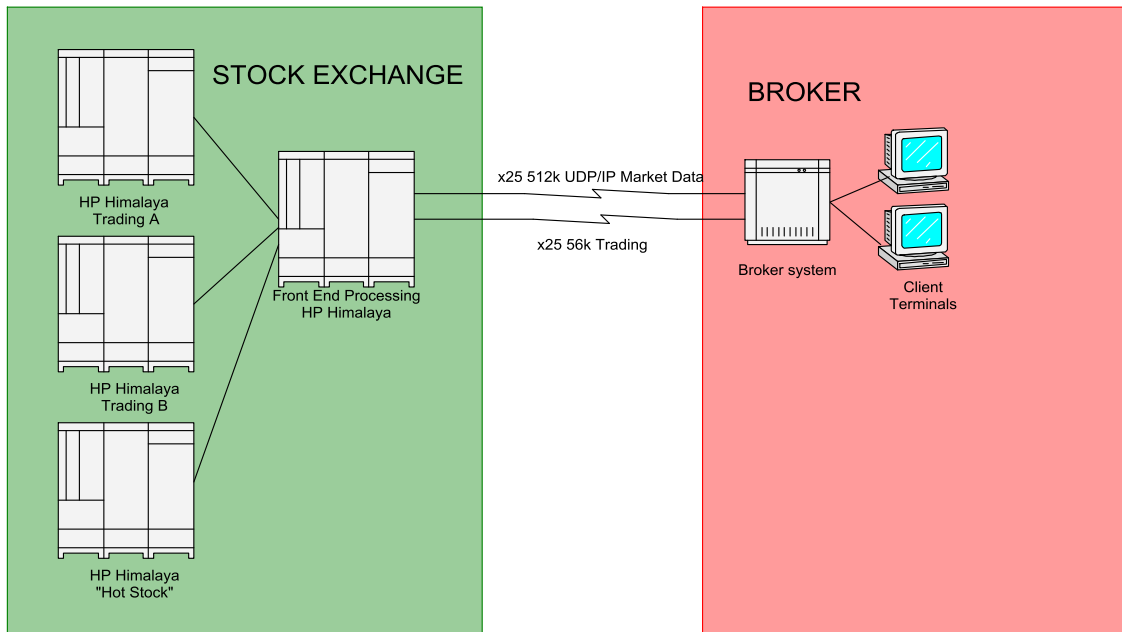 STOCK EXCHANGE
BROKER
HP Himalaya
Trading A
x25 512k UDP/IP Market Data
x25 56k Trading
Front End Processing
HP Himalaya
Broker system
Client
Terminals
HP Himalaya
Trading B
HP Himalaya
"Hot Stock"